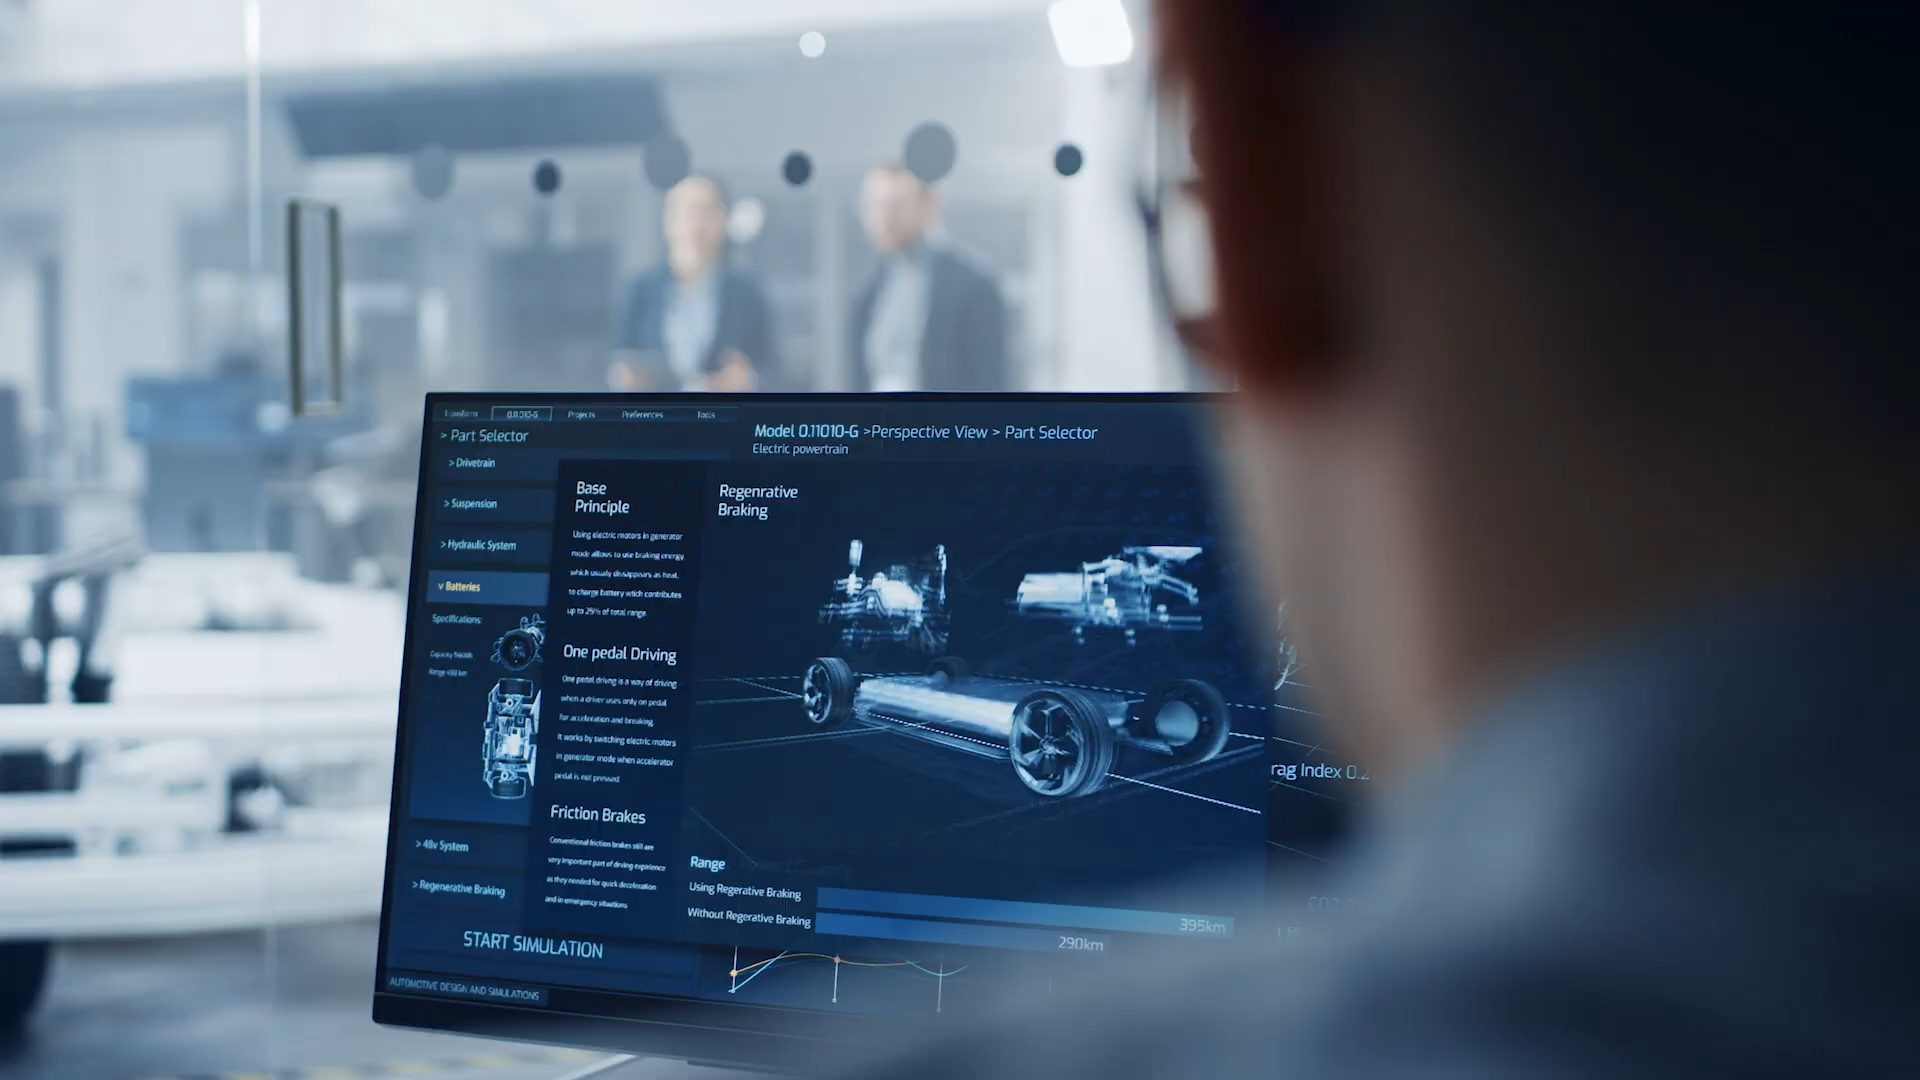 Transform 0.11010-G Projects Preferences Tools
> Part Selector
Model 0.11010-G >Perspective View > Part Selector
Electric powertrain
> Drivetrain
> Suspension
> Hydraulic System
v Batteries
Specifications:
Range 498 km
> 48v System
> Regenerative Braking
START SIMULATION
AUTOMOTIVE DESIGN AND SIMULATIONS
Base
Principle
Using electric motors in generator
mode allows to use braking energy
which usually dissappears as heat,
to charge battery wtich contributes
up to 25% of total range.
One pedal Driving
One pedal driving is a way of driving
when a driver uses only on pedal
for acceleration and breaking.
It works by switching electric motors
in generator mode when accelerator
pedal is not pressed.
Friction Brakes
Conventional friction brakes still are
very important part of driving experience
as they needed for quick deceleration
and in emergency situations
Regenrative
Braking
Range
Using Regerative Braking
395km
Without Regerative Braking
290km
rag Index 0.2